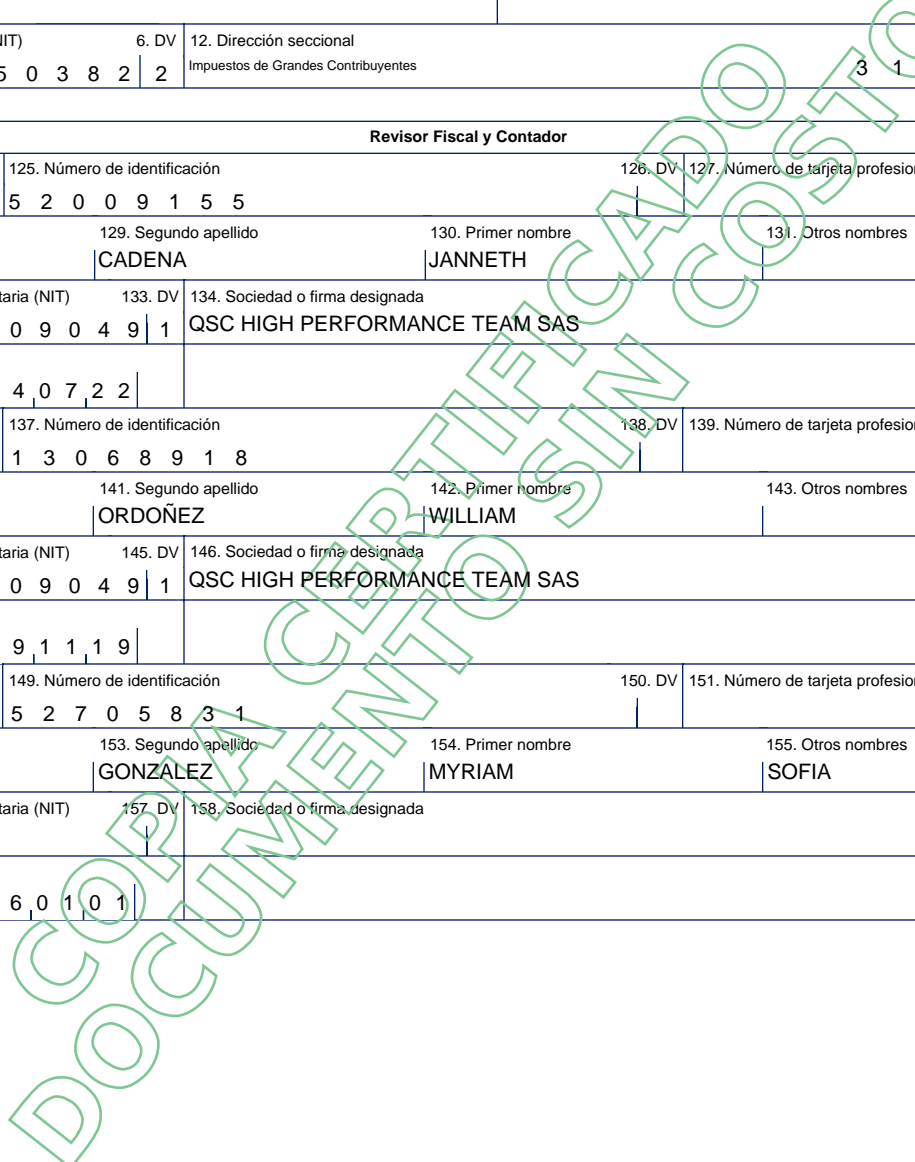 NIT) 6. DV 12. Dirección seccional
5 0 3 8 2 2 Impuestos de Grandes Contribuyentes 3 1
Revisor Fiscal y Contador
125. Número de identificación 126. DV 127. Número de tarjeta profesion
5 2 0 0 9 1 5 5
129. Segundo apellido 130. Primer nombre 131. Otros nombres
CADENA JANNETH
taria (NIT) 133. DV 134. Sociedad o firma designada
0 9 0 4 9 1 QSC HIGH PERFORMANCE TEAM SAS
4 0 7 2 2
137. Número de identificación 138. DV 139. Número de tarjeta profesion
1 3 0 6 8 9 1 8
141. Segundo apellido 142. Primer nombre 143. Otros nombres
ORDOÑEZ WILLIAM
taria (NIT) 145. DV 146. Sociedad o firma designada
0 9 0 4 9 1 QSC HIGH PERFORMANCE TEAM SAS
9 1 1 1 9
149. Número de identificación 150. DV 151. Número de tarjeta profesion
5 2 7 0 5 8 3 1
153. Segundo apellido 154. Primer nombre 155. Otros nombres
GONZALEZ MYRIAM SOFIA
taria (NIT) 157. DV 158. Sociedad o firma designada
6 0 1 0 1
COPIA CERTIFICADO
DOCUMENTO SIN COSTO